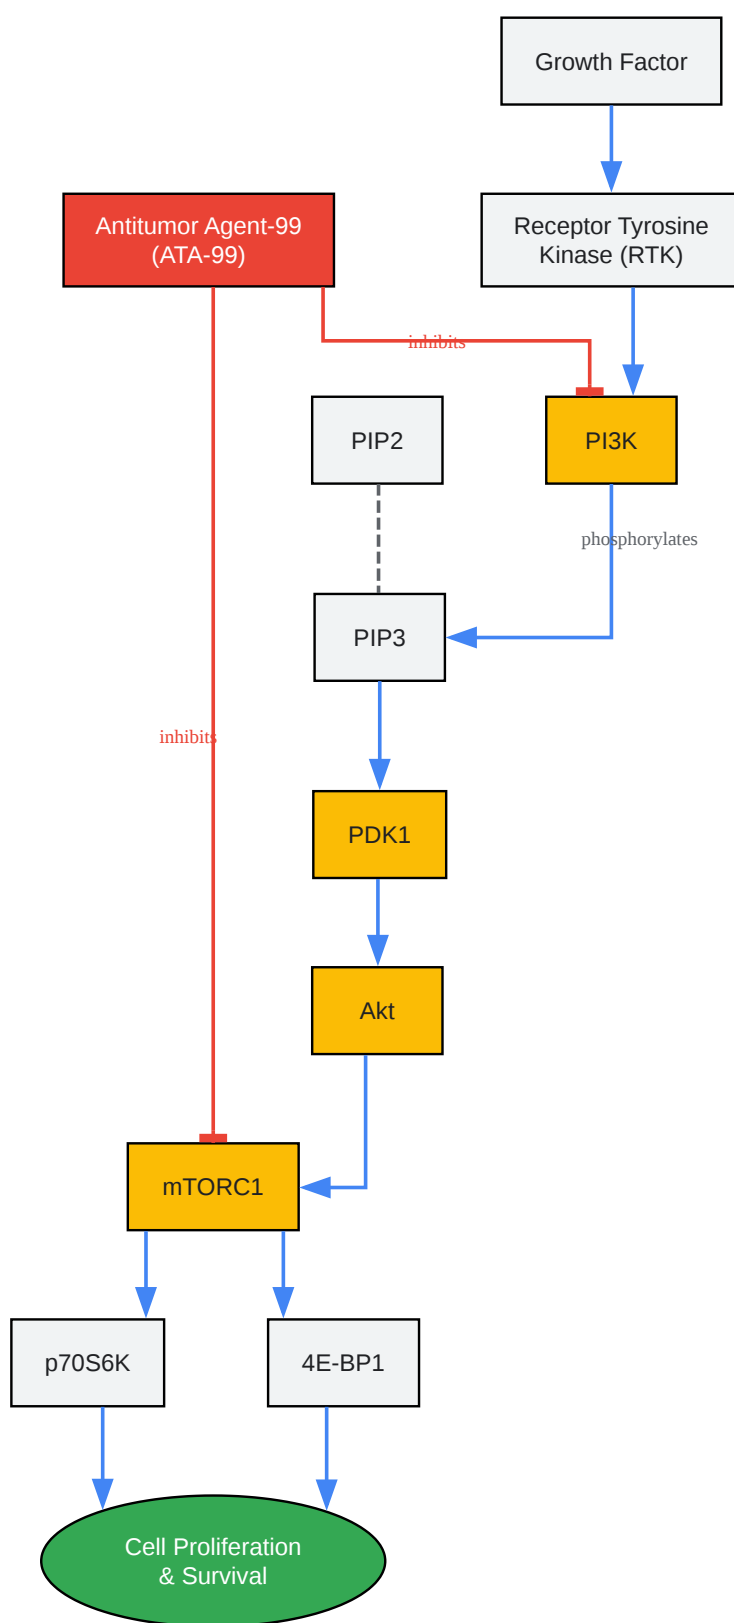 Growth Factor
Antitumor Agent-99
(ATA-99)
Receptor Tyrosine
Kinase (RTK)
inhibits
PIP2
PI3K
phosphorylates
PIP3
inhibits
PDK1
Akt
mTORC1
p70S6K
4E-BP1
Cell Proliferation
& Survival